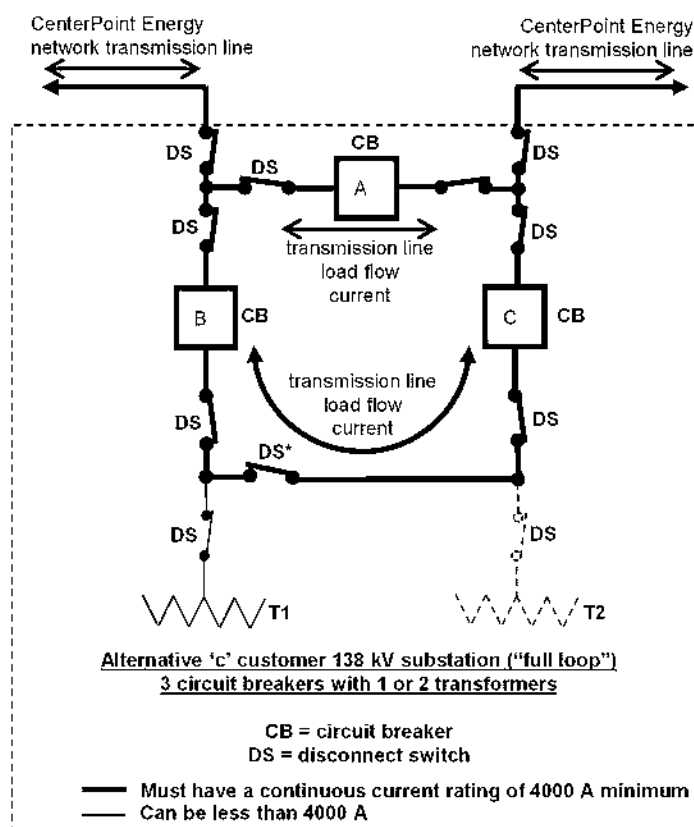 CenterPoint Energy
network transmission line
CenterPoint Energy
network transmission line
DS
DS
CB
A
DS
DS
DS
transmission line
load flow
current
B
CB
C
CB
transmission line
load flow
current
DS
DS*
DS
DS
DS
T1
T2
Alternative 'c' customer 138 kV substation ("full loop")
3 circuit breakers with 1 or 2 transformers
CB = circuit breaker
DS = disconnect switch
Must have a continuous current rating of 4000 A minimum
Can be less than 4000 A